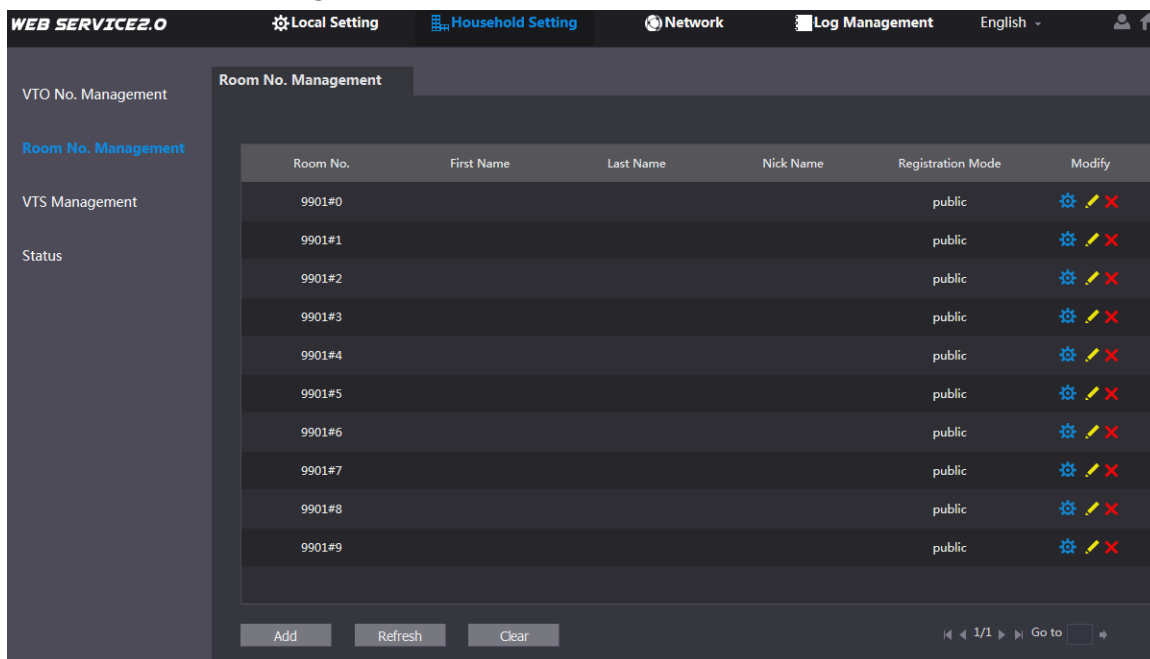 WEB SERVICE2.0 Local Setting Household Setting Network Log Management English
VTO No. Management
Room No. Management
VTS Management
Status
Room No. Management
Room No. First Name Last Name Nick Name Registration Mode Modify
9901#0 public
9901#1 public
9901#2 public
9901#3 public
9901#4 public
9901#5 public
9901#6 public
9901#7 public
9901#8 public
9901#9 public
Add Refresh Clear 1/1 Go to